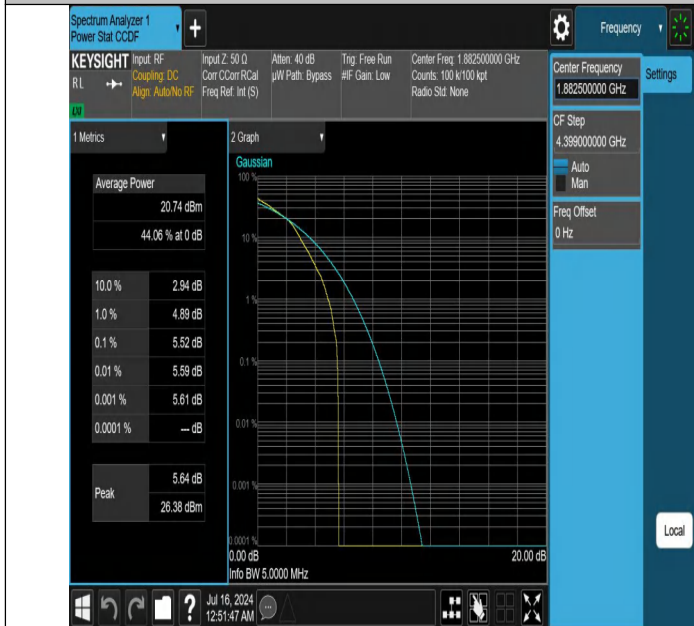 Spectrum Analyzer 1
Power Stat CCDF
Frequency
KEYSIGHT
RL
LXI
Input: RF
Coupling: DC
Align: Auto/No RF
Input Z: 50 Ω
Corr CCorr RCal
Freq Ref: Int (S)
Atten: 40 dB
µW Path: Bypass
Trig: Free Run
#IF Gain: Low
Center Freq: 1.882500000 GHz
Counts: 100 k/100 kpt
Radio Std: None
Center Frequency
1.882500000 GHz
Settings
CF Step
4.399000000 GHz
Auto
Man
Freq Offset
0 Hz
1 Metrics
2 Graph
Average Power
20.74 dBm
44.06 % at 0 dB
10.0 % 2.94 dB
1.0 % 4.89 dB
0.1 % 5.52 dB
0.01 % 5.59 dB
0.001 % 5.61 dB
0.0001 % --- dB
Peak
5.64 dB
26.38 dBm
Gaussian
100 %
10 %
1 %
0.1 %
0.01 %
0.001 %
0.0001 %
0.00 dB
20.00 dB
Info BW 5.0000 MHz
Local
?
Jul 16, 2024
12:51:47 AM